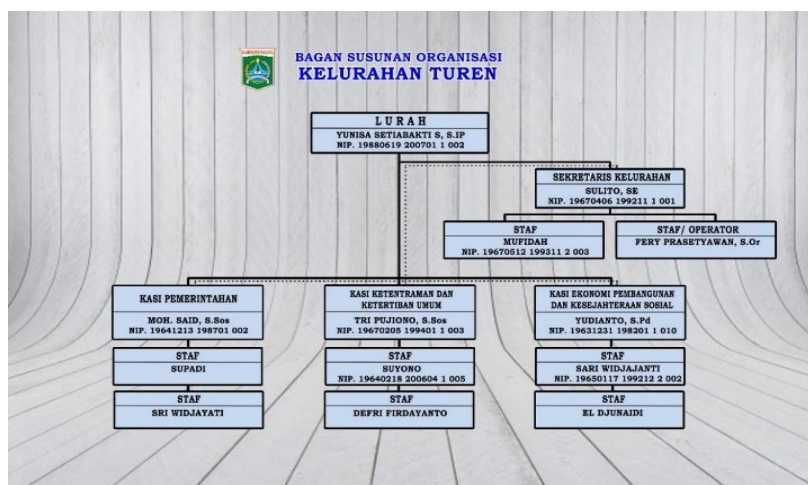 BAGAN SUSUNAN ORGANISASI
KELURAHAN TUREN
L U R A H
YUNISA SETIABAKTI S, S.IP
NIP. 19880619 200701 1 002
SEKRETARIS KELURAHAN
SULITO, SE
NIP. 19670406 199211 1 001
STAF
MUFIDAH
NIP. 19670512 199311 2 003
STAF/ OPERATOR
FERY PRASETYAWAN, S.Or
KASI PEMERINTAHAN
MOH. SAID, S.Sos
NIP. 19641213 198701 002
STAF
SUPADI
STAF
SRI WIDJAYATI
KASI KETENTRAMAN DAN
KETERTIBAN UMUM
TRI PUJIONO, S.Sos
NIP. 19670205 199401 1 003
STAF
SUYONO
NIP. 19640218 200604 1 005
STAF
DEFRI FIRDAYANTO
KASI EKONOMI PEMBANGUNAN
DAN KESEJAHTERAAN SOSIAL
YUDIANTO, S.Pd
NIP. 19631231 198201 1 010
STAF
SARI WIDJAJANTI
NIP. 19650117 199212 2 002
STAF
EL DJUNAIDI